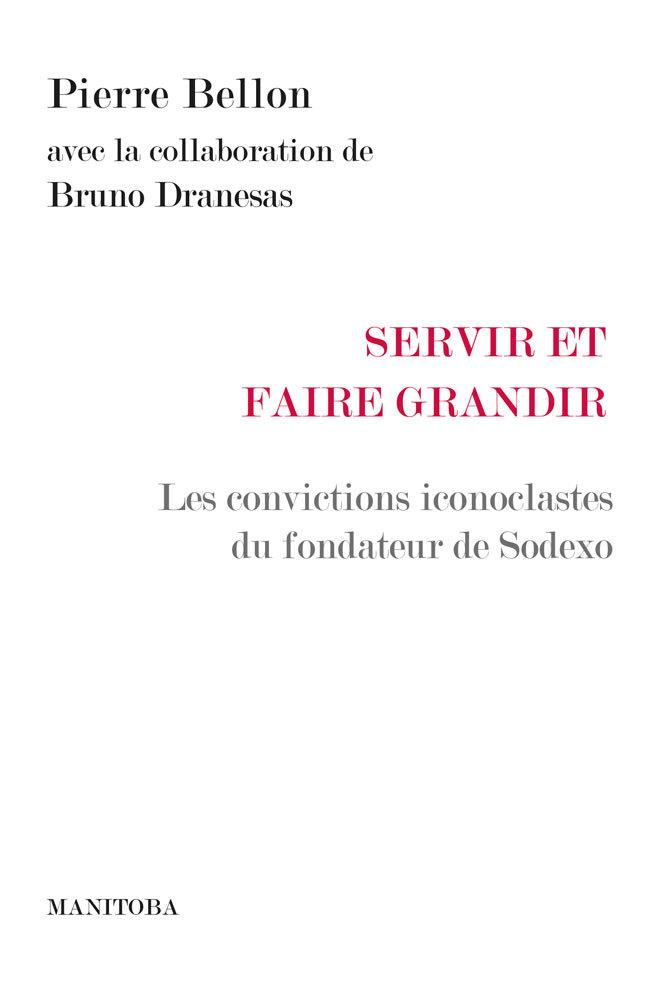 Pierre Bellon
avec la collaboration de
Bruno Dranesas
SERVIR ET
FAIRE GRANDIR
Les convictions iconoclastes
du fondateur de Sodexo
MANITOBA